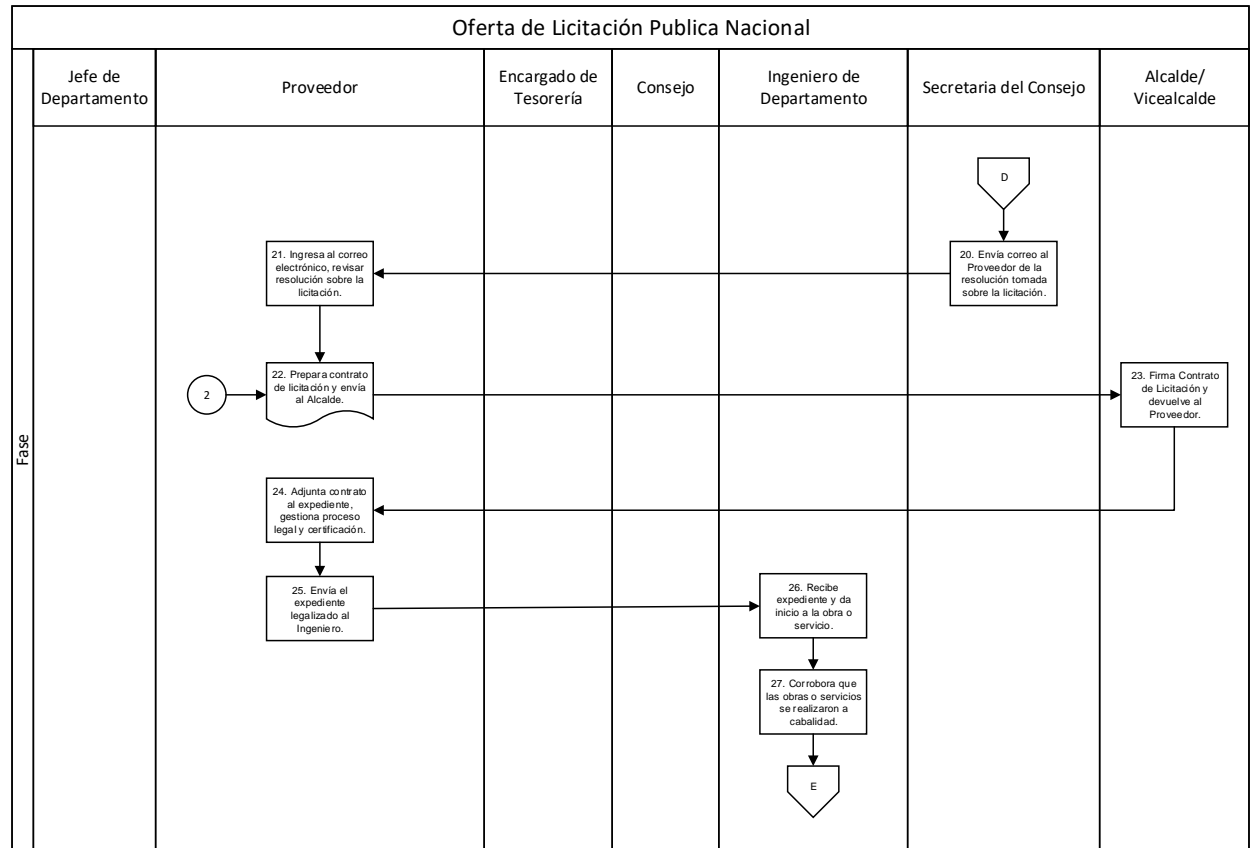 Oferta de Licitación Publica Nacional
Fase
Jefe de
Departamento
Proveedor
Encargado de
Tesorería
Consejo
Ingeniero de
Departamento
Secretaria del Consejo
Alcalde/
Vicealcalde
D
20. Envía correo al
Proveedor de la
resolución tomada
sobre la licitación.
21. Ingresa al correo
electrónico, revisar
resolución sobre la
licitación.
2
22. Prepara contrato
de licitación y envía
al Alcalde.
23. Firma Contrato
de Licitación y
devuelve al
Proveedor.
24. Adjunta contrato
al expediente,
gestiona proceso
legal y certificación.
25. Envía el
expediente
legalizado al
Ingeniero.
26. Recibe
expediente y da
inicio a la obra o
servicio.
27. Corrobora que
las obras o servicios
se realizaron a
cabalidad.
E